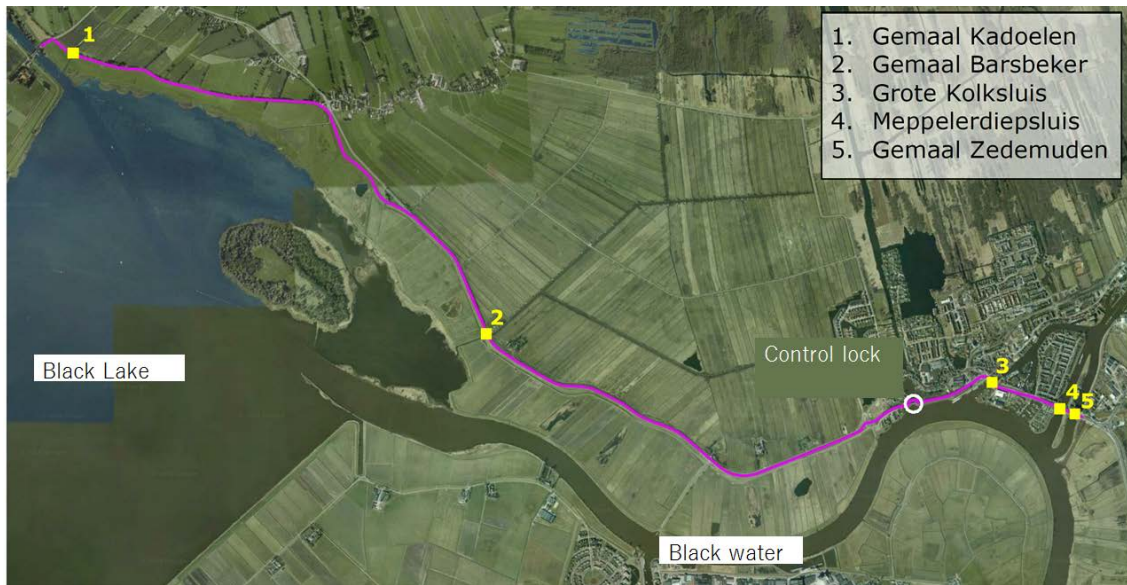 1
1. Gemaal Kadoelen
2. Gemaal Barsbeker
3. Grote Kolksluis
4. Meppelerdiepsluis
5. Gemaal Zedemuden
2
Control lock
Black Lake
3
4
5
Black water